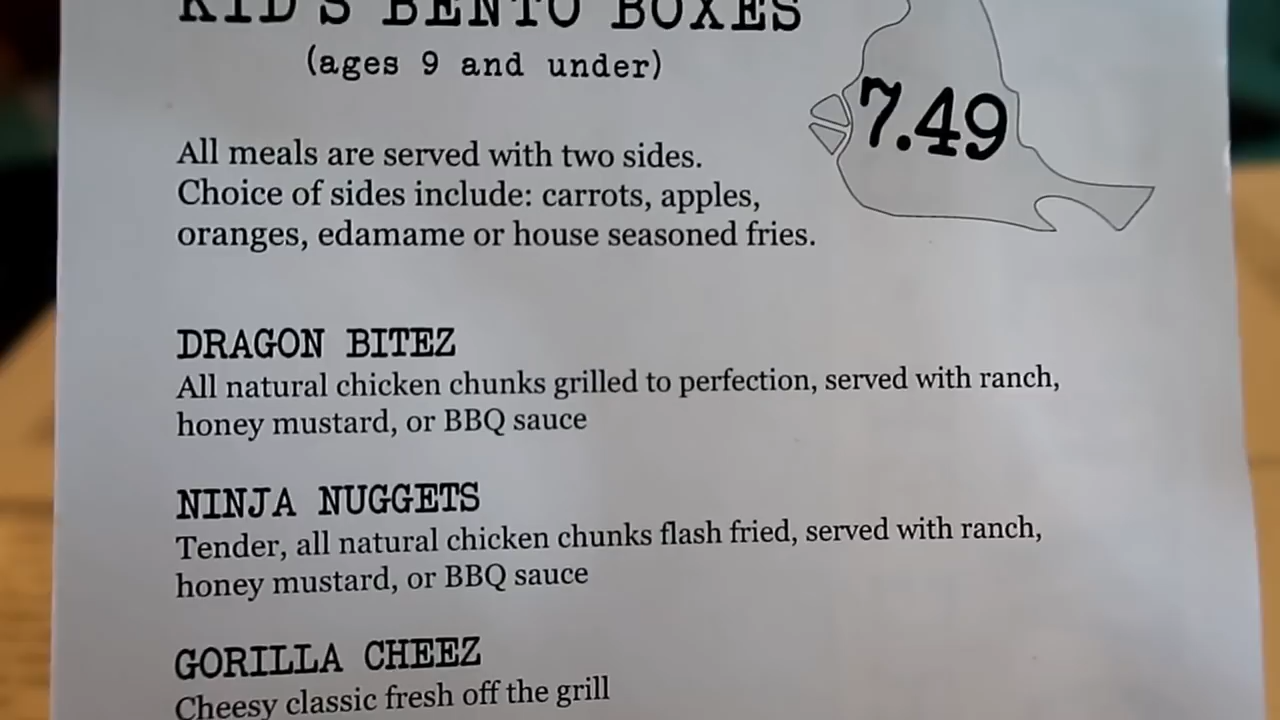 KID'S BENTO BOXES
(ages 9 and under)
7.49
All meals are served with two sides.
Choice of sides include: carrots, apples,
oranges, edamame or house seasoned fries.
DRAGON BITEZ
All natural chicken chunks grilled to perfection, served with ranch,
honey mustard, or BBQ sauce
NINJA NUGGETS
Tender, all natural chicken chunks flash fried, served with ranch,
honey mustard, or BBQ sauce
GORILLA CHEEZ
Cheesy classic fresh off the grill